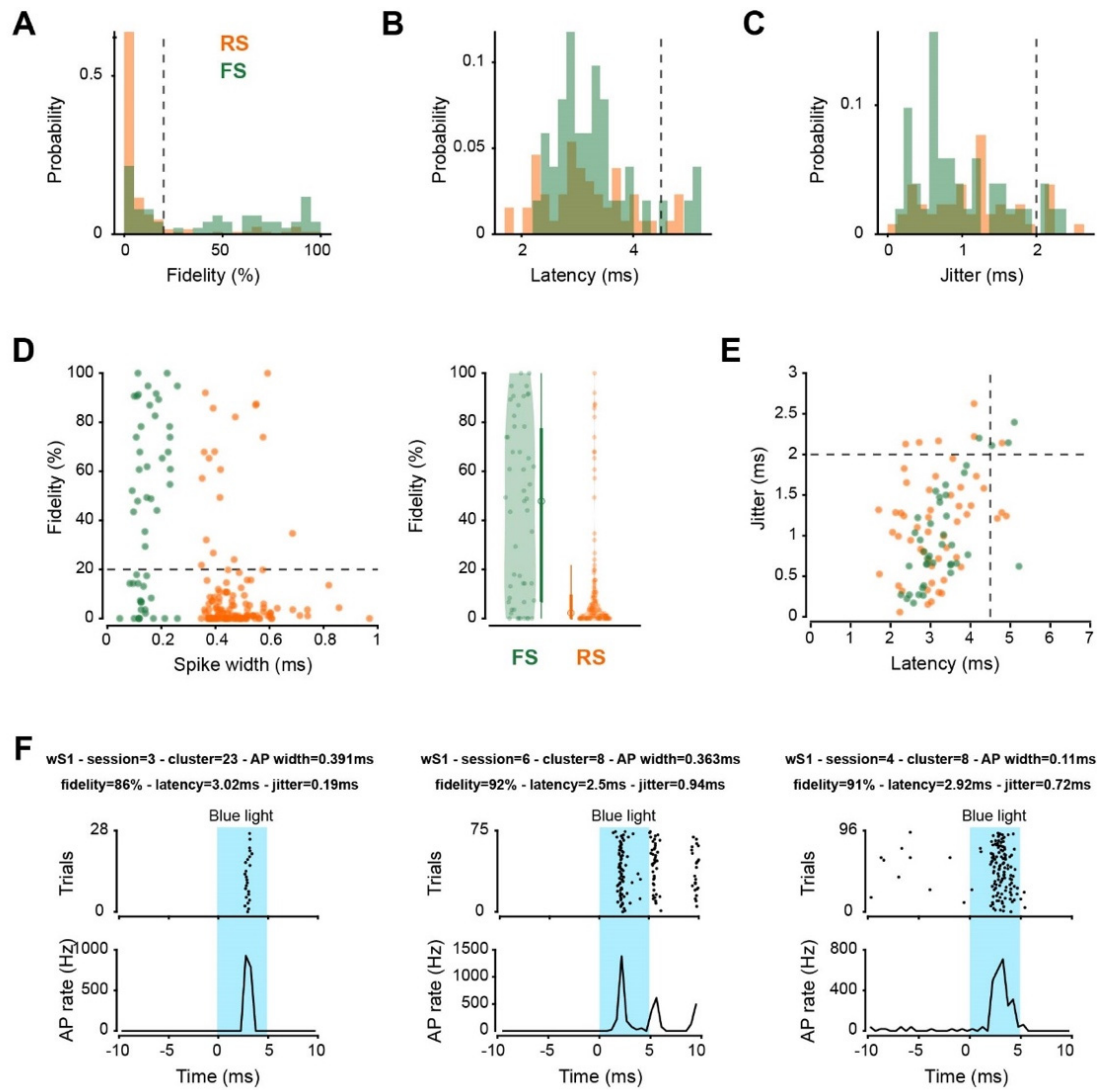 A
RS
FS
0.5
0
Probability
0
50
100
Fidelity (%)
B
0.1
0.05
0
Probability
2
4
Latency (ms)
C
0.1
0
Probability
0
1
2
Jitter (ms)
D
100
80
60
40
20
0
Fidelity (%)
0
0.2
0.4
0.6
0.8
1
Spike width (ms)
100
80
60
40
20
0
Fidelity (%)
FS
RS
E
3
2.5
2
1.5
1
0.5
0
Jitter (ms)
0
1
2
3
4
5
6
7
Latency (ms)
F
wS1 - session=3 - cluster=23 - AP width=0.391ms
fidelity=86% - latency=3.02ms - jitter=0.19ms
Blue light
28
0
Trials
1000
500
0
AP rate (Hz)
-10
-5
0
5
10
Time (ms)
wS1 - session=6 - cluster=8 - AP width=0.363ms
fidelity=92% - latency=2.5ms - jitter=0.94ms
Blue light
75
0
Trials
1500
1000
500
0
AP rate (Hz)
-10
-5
0
5
10
Time (ms)
wS1 - session=4 - cluster=8 - AP width=0.11ms
fidelity=91% - latency=2.92ms - jitter=0.72ms
Blue light
96
0
Trials
800
400
0
AP rate (Hz)
-10
-5
0
5
10
Time (ms)